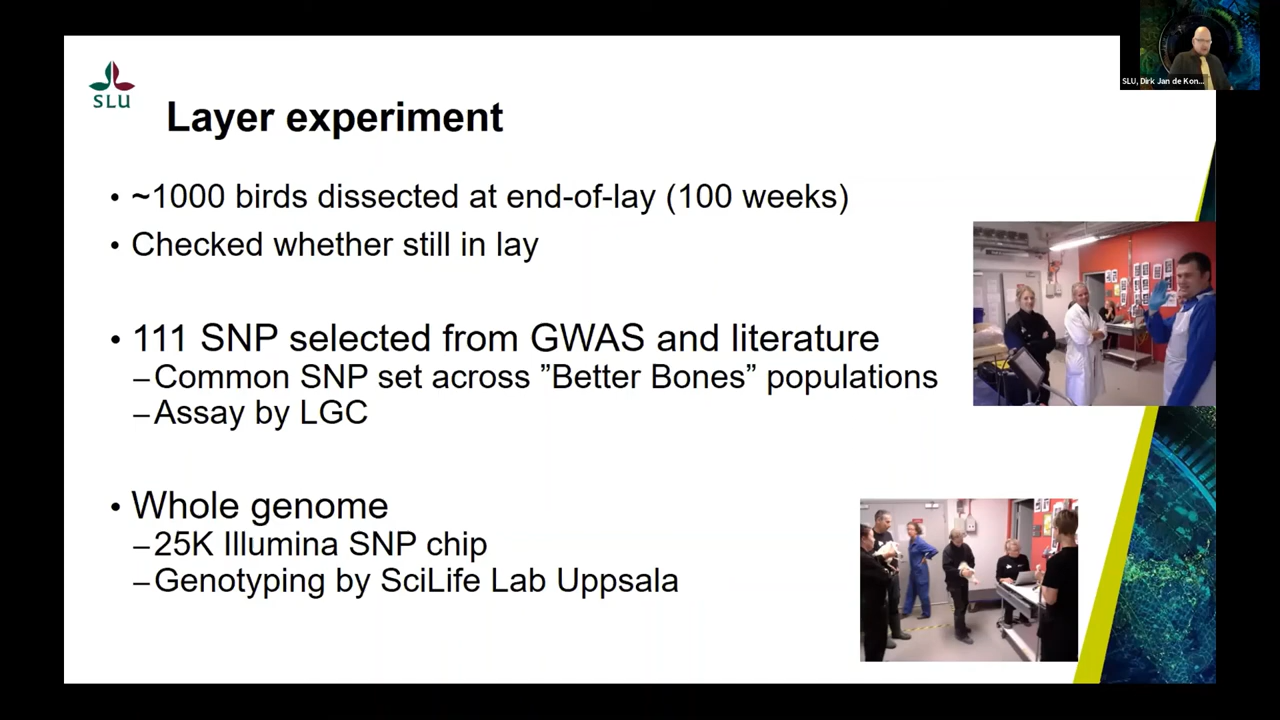 SLU, Dirk Jan de Kon...
SLU
Layer experiment
• ~1000 birds dissected at end-of-lay (100 weeks)
• Checked whether still in lay
• 111 SNP selected from GWAS and literature
–Common SNP set across ”Better Bones” populations
–Assay by LGC
• Whole genome
–25K Illumina SNP chip
–Genotyping by SciLife Lab Uppsala